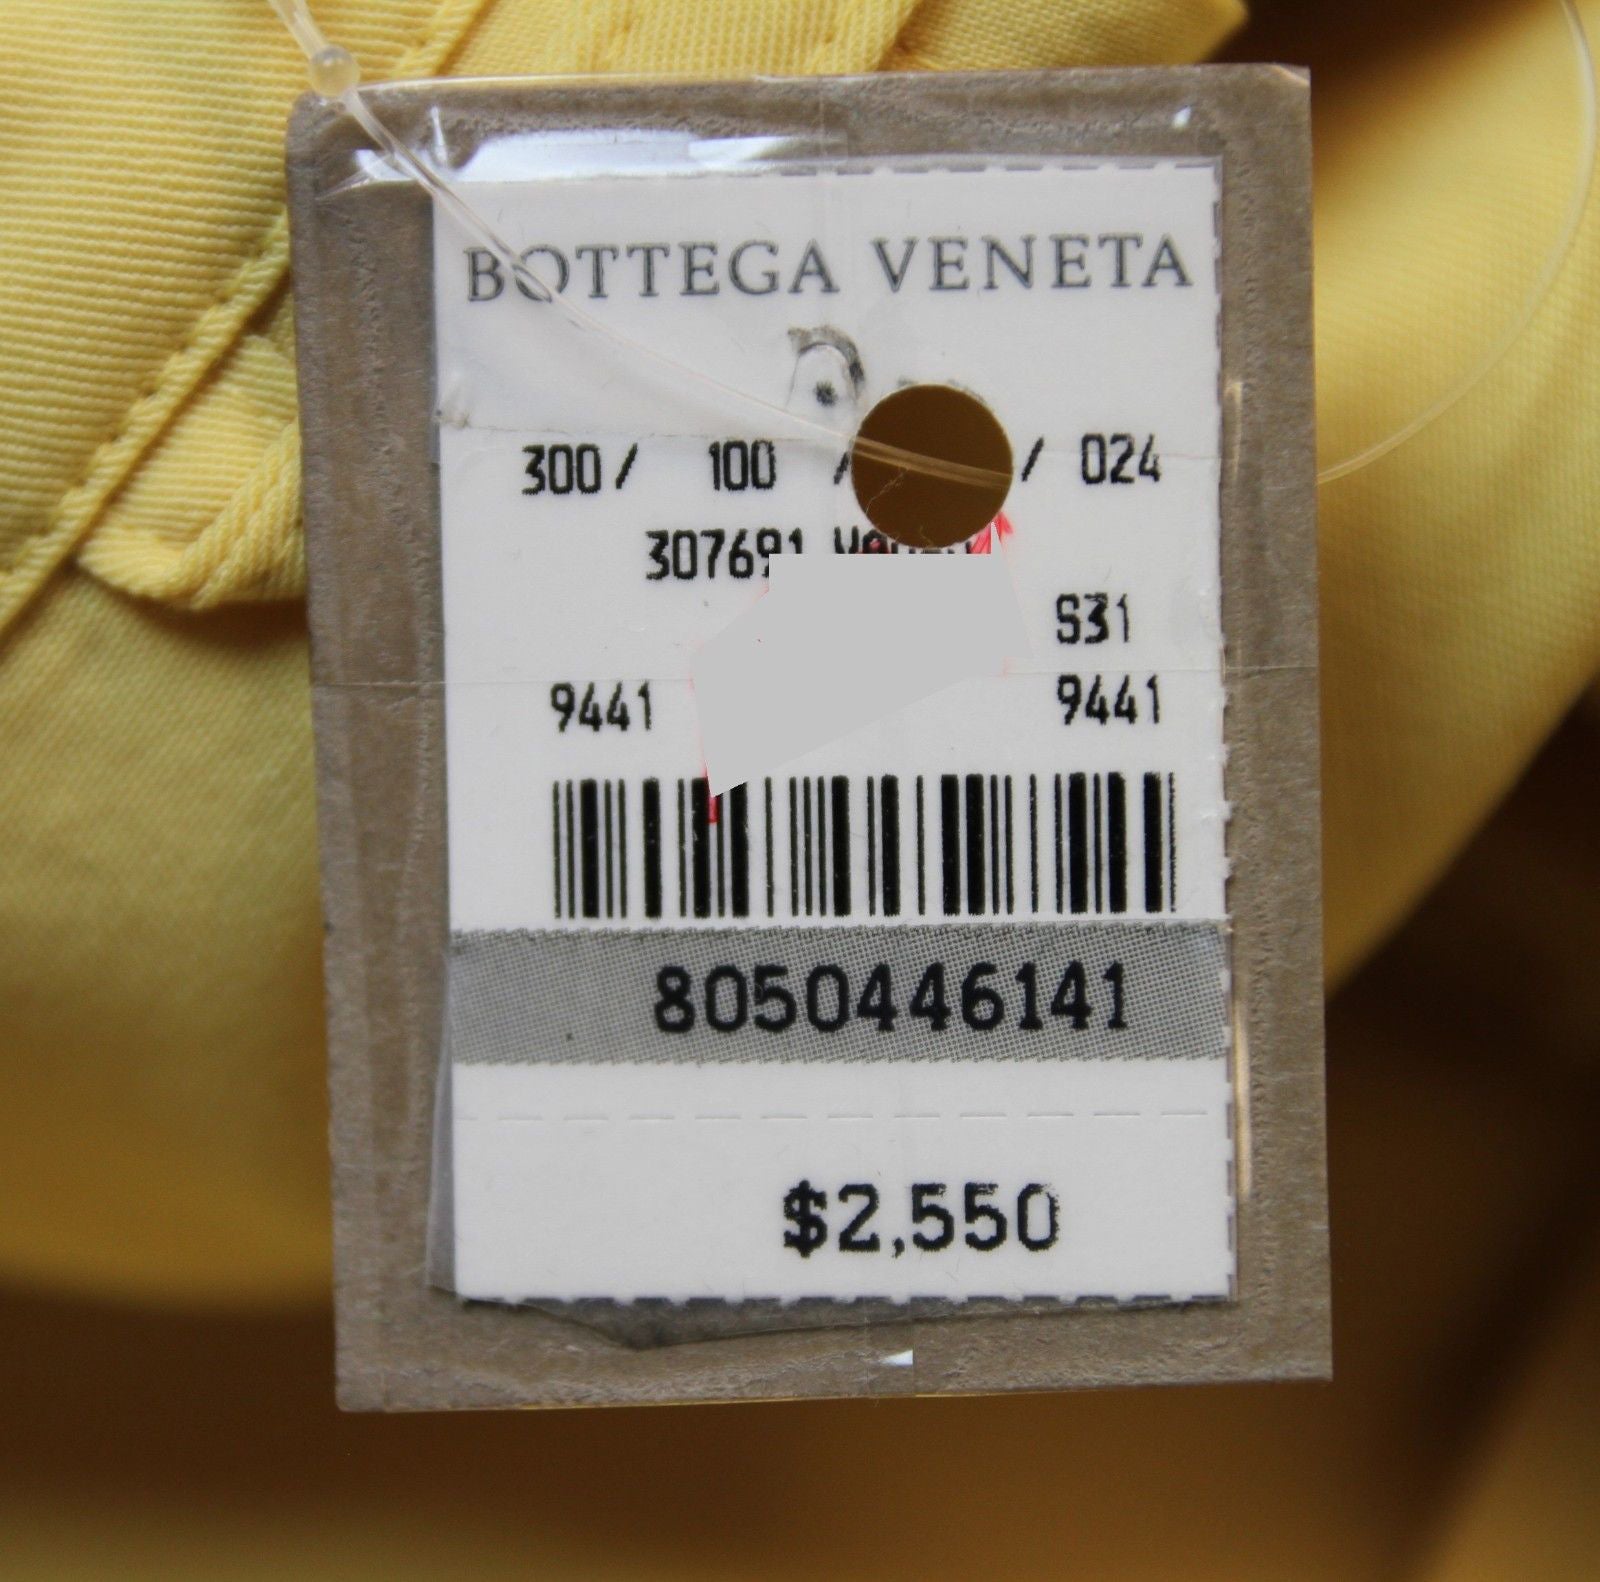 BOTTEGA VENETA
300 / 100 / / 024
307691
S31
9441 9441
8050446141
$2,550